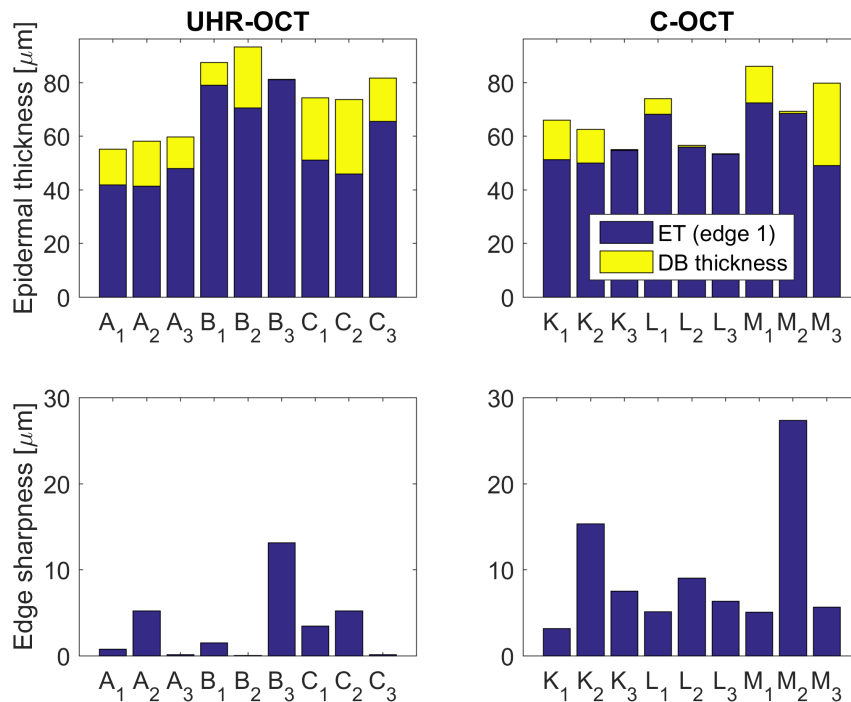 UHR-OCT
C-OCT
Epidermal thickness [μm]
80
60
40
20
0
A1 A2 A3 B1 B2 B3 C1 C2 C3
80
60
40
20
0
ET (edge 1)
DB thickness
K1 K2 K3 L1 L2 L3 M1 M2 M3
Edge sharpness [μm]
30
20
10
0
A1 A2 A3 B1 B2 B3 C1 C2 C3
30
20
10
0
K1 K2 K3 L1 L2 L3 M1 M2 M3